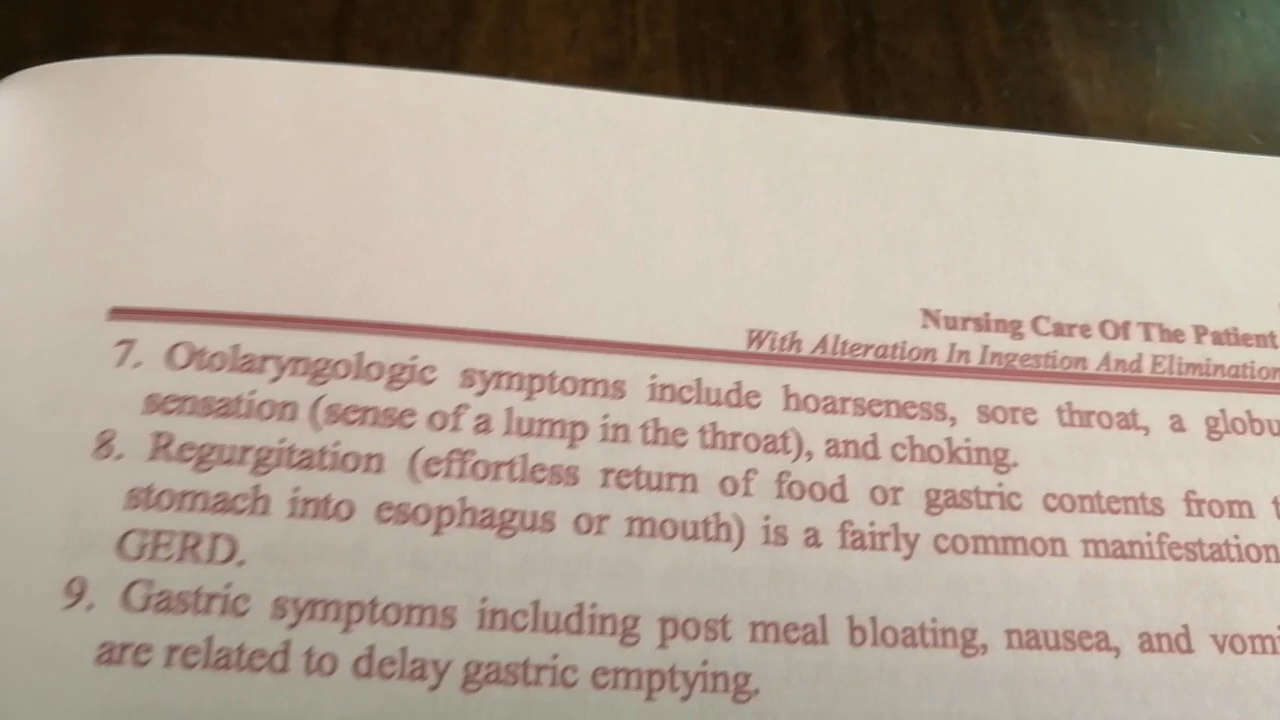 Nursing Care Of The Patient
With Alteration In Ingestion And Elimination
7. Otolaryngologic symptoms include hoarseness, sore throat, a globu
sensation (sense of a lump in the throat), and choking.
8. Regurgitation (effortless return of food or gastric contents from t
stomach into esophagus or mouth) is a fairly common manifestation
GERD.
9. Gastric symptoms including post meal bloating, nausea, and vomi
are related to delay gastric emptying.